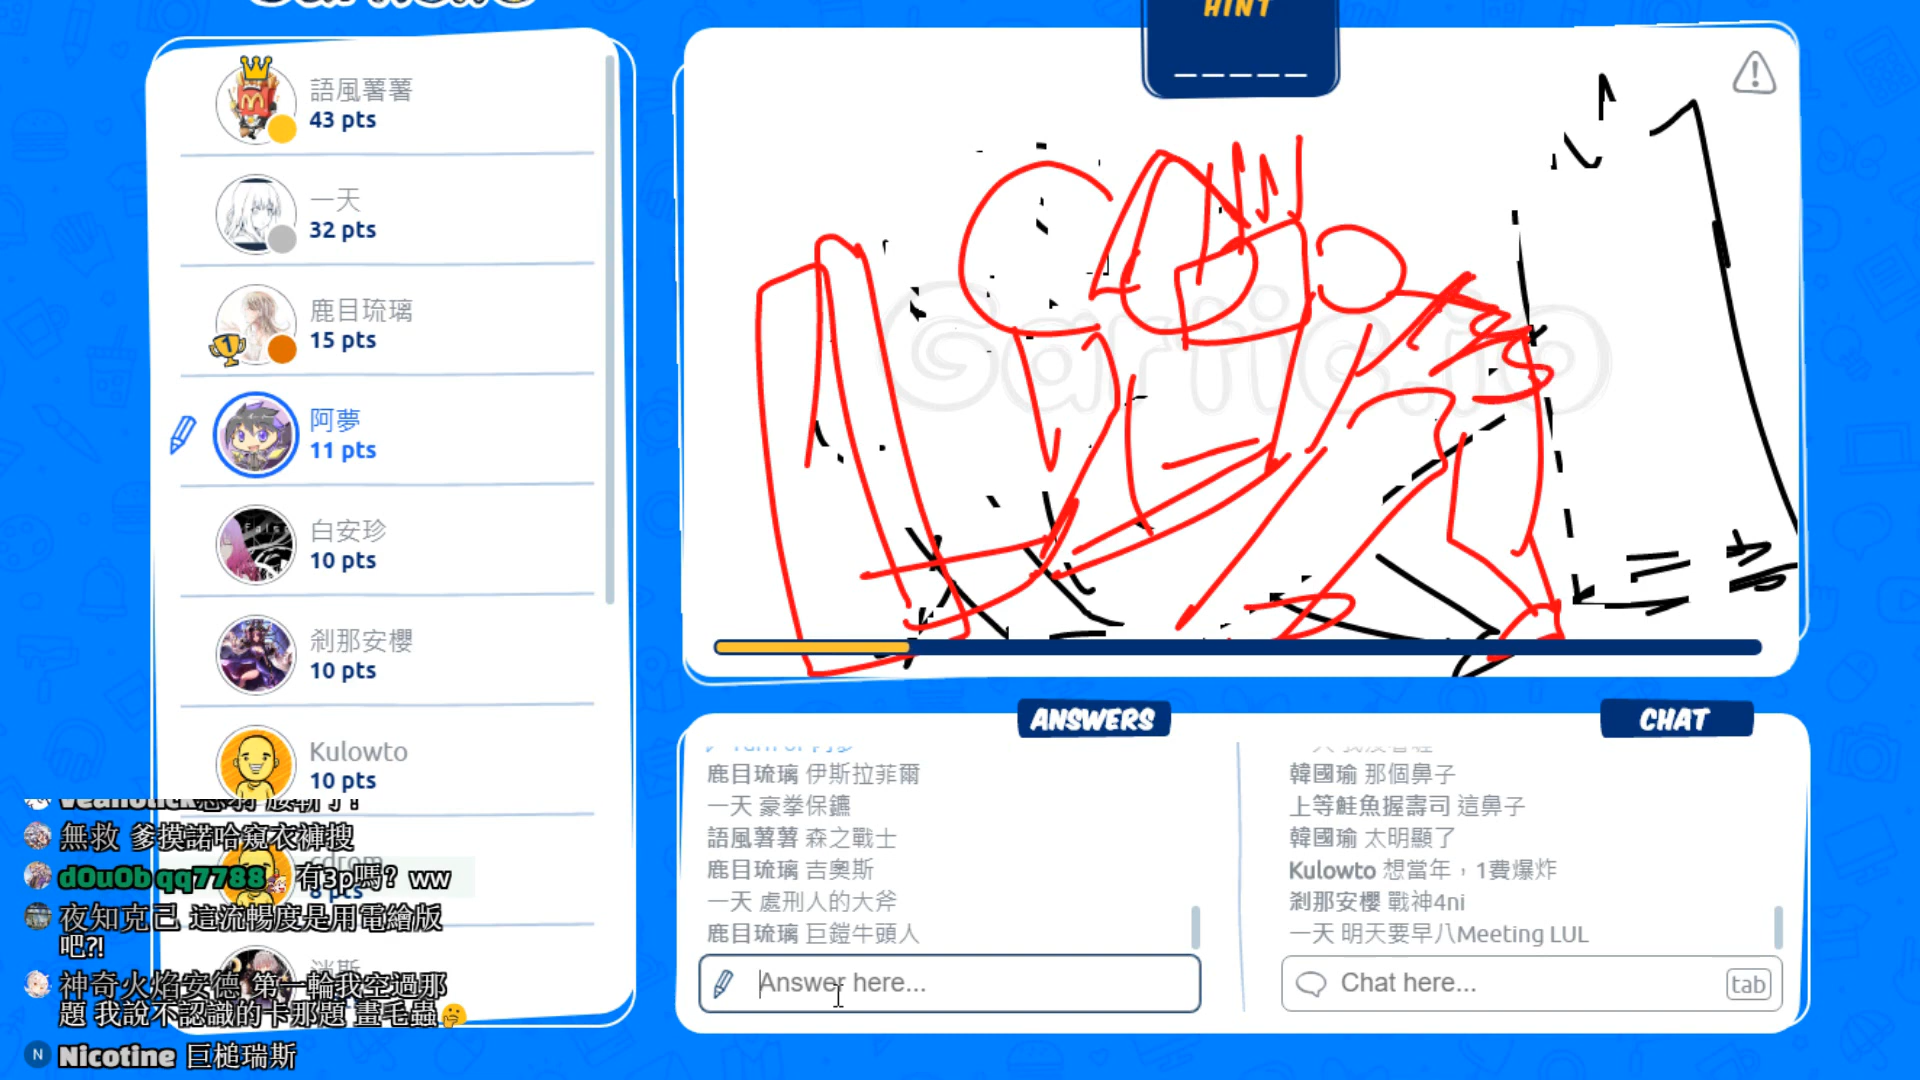 HINT
語風薯薯
43 pts
一天
32 pts
鹿目琉璃
15 pts
1
阿夢
11 pts
白安珍
10 pts
剎那安櫻
10 pts
Kulowto
10 pts
cdrom
8 pts
無救 爹摸諾哈窺衣褲搜
d0u0bqq7788 有3p嗎? ww
夜知克己 這流暢度是用電繪版
吧?!
神奇火焰安德 第一輪我空過那
題 我說不認識的卡那題 畫毛蟲
N Nicotine 巨槌瑞斯
Gartic.io
ANSWERS
鹿目琉璃 伊斯拉菲爾
一天 豪拳保鑣
語風薯薯 森之戰士
鹿目琉璃 吉奧斯
一天 處刑人的大斧
鹿目琉璃 巨鎧牛頭人
Answer here...
CHAT
韓國瑜 那個鼻子
上等鮭魚握壽司 這鼻子
韓國瑜 太明顯了
Kulowto 想當年，1費爆炸
剎那安櫻 戰神4ni
一天 明天要早八Meeting LUL
Chat here...
tab